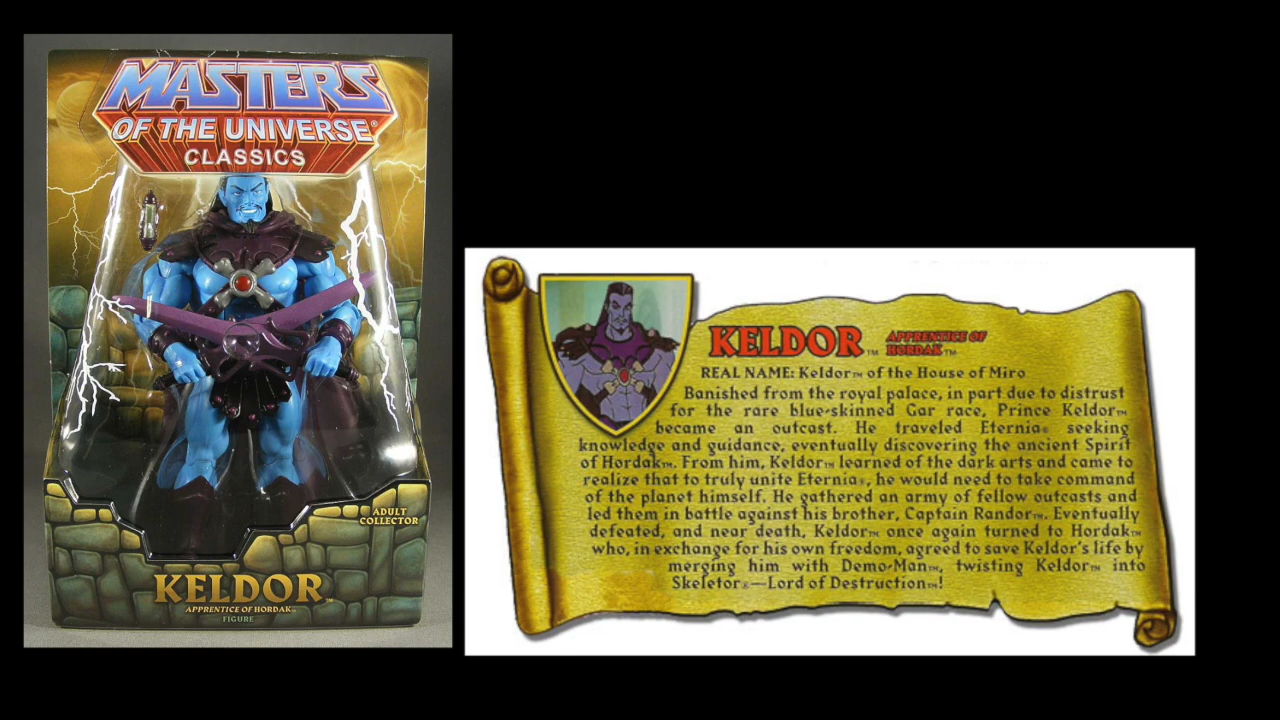 MASTERS
OF THE UNIVERSE®
CLASSICS
ADULT
COLLECTOR
KELDOR™
APPRENTICE OF HORDAK™
FIGURE
KELDOR™ APPRENTICE OF
HORDAK™
REAL NAME: Keldor™ of the House of Miro
Banished from the royal palace, in part due to distrust
for the rare blue-skinned Gar race, Prince Keldor™
became an outcast. He traveled Eternia® seeking
knowledge and guidance, eventually discovering the ancient Spirit
of Hordak™. From him, Keldor™ learned of the dark arts and came to
realize that to truly unite Eternia®, he would need to take command
of the planet himself. He gathered an army of fellow outcasts and
led them in battle against his brother, Captain Randor™. Eventually
defeated, and near death, Keldor™ once again turned to Hordak™
who, in exchange for his own freedom, agreed to save Keldor's life by
merging him with Demo-Man™, twisting Keldor™ into
Skeletor®—Lord of Destruction™!